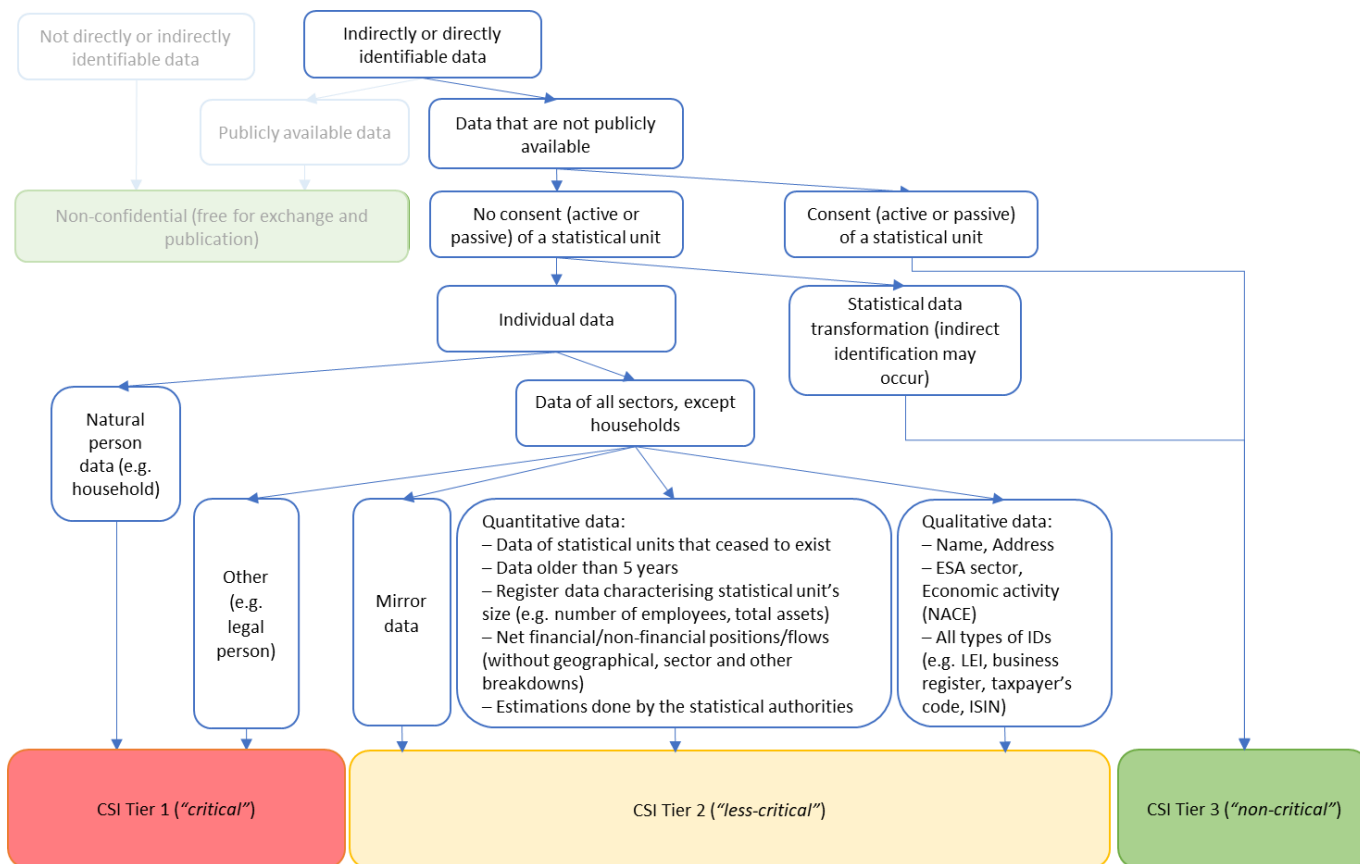 Not directly or indirectly
identifiable data
Indirectly or directly
identifiable data
Publicly available data
Data that are not publicly
available
Non-confidential (free for exchange and
publication)
No consent (active or
passive) of a statistical unit
Consent (active or passive)
of a statistical unit
Individual data
Statistical data
transformation (indirect
identification may
occur)
Natural
person
data (e.g.
household)
Data of all sectors, except
households
Other
(e.g.
legal
person)
Mirror
data
Quantitative data:
– Data of statistical units that ceased to exist
– Data older than 5 years
– Register data characterising statistical unit's
size (e.g. number of employees, total assets)
– Net financial/non-financial positions/flows
(without geographical, sector and other
breakdowns)
– Estimations done by the statistical authorities
Qualitative data:
– Name, Address
– ESA sector,
Economic activity
(NACE)
– All types of IDs
(e.g. LEI, business
register, taxpayer's
code, ISIN)
CSI Tier 1 (“critical”)
CSI Tier 2 (“less-critical”)
CSI Tier 3 (“non-critical”)